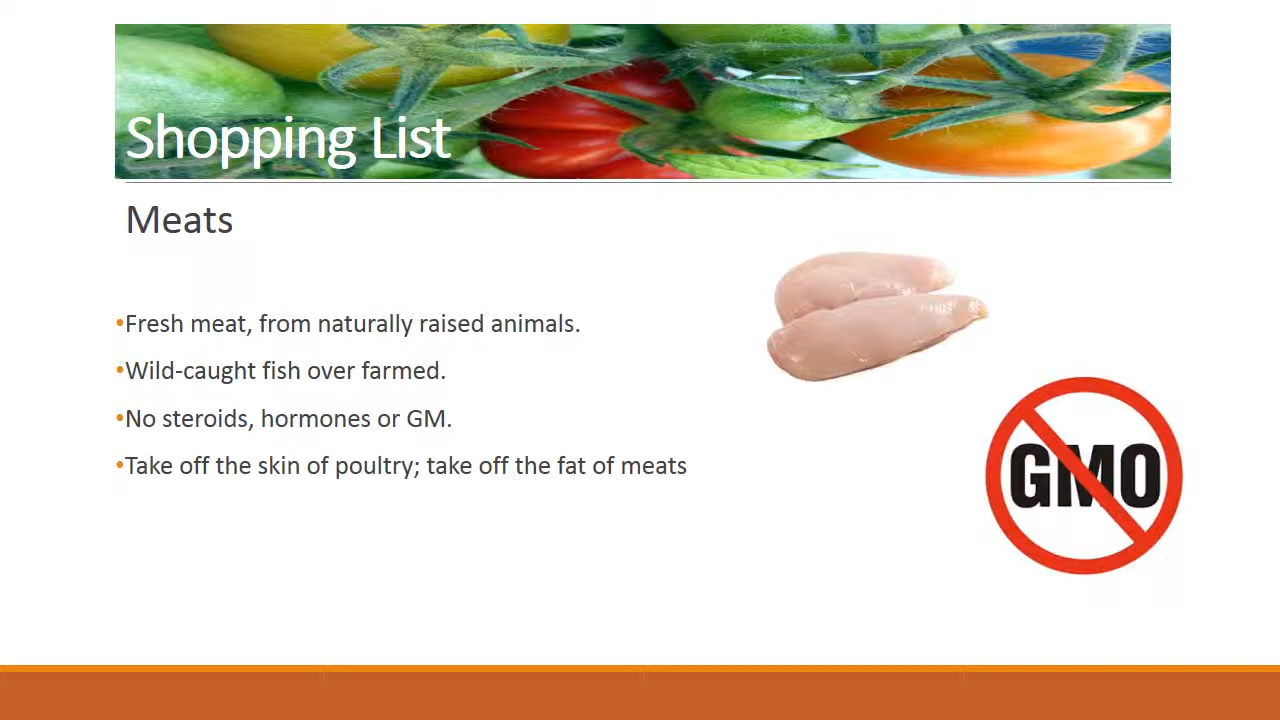 Shopping List
Meats
•Fresh meat, from naturally raised animals.
•Wild-caught fish over farmed.
•No steroids, hormones or GM.
•Take off the skin of poultry; take off the fat of meats
GMO